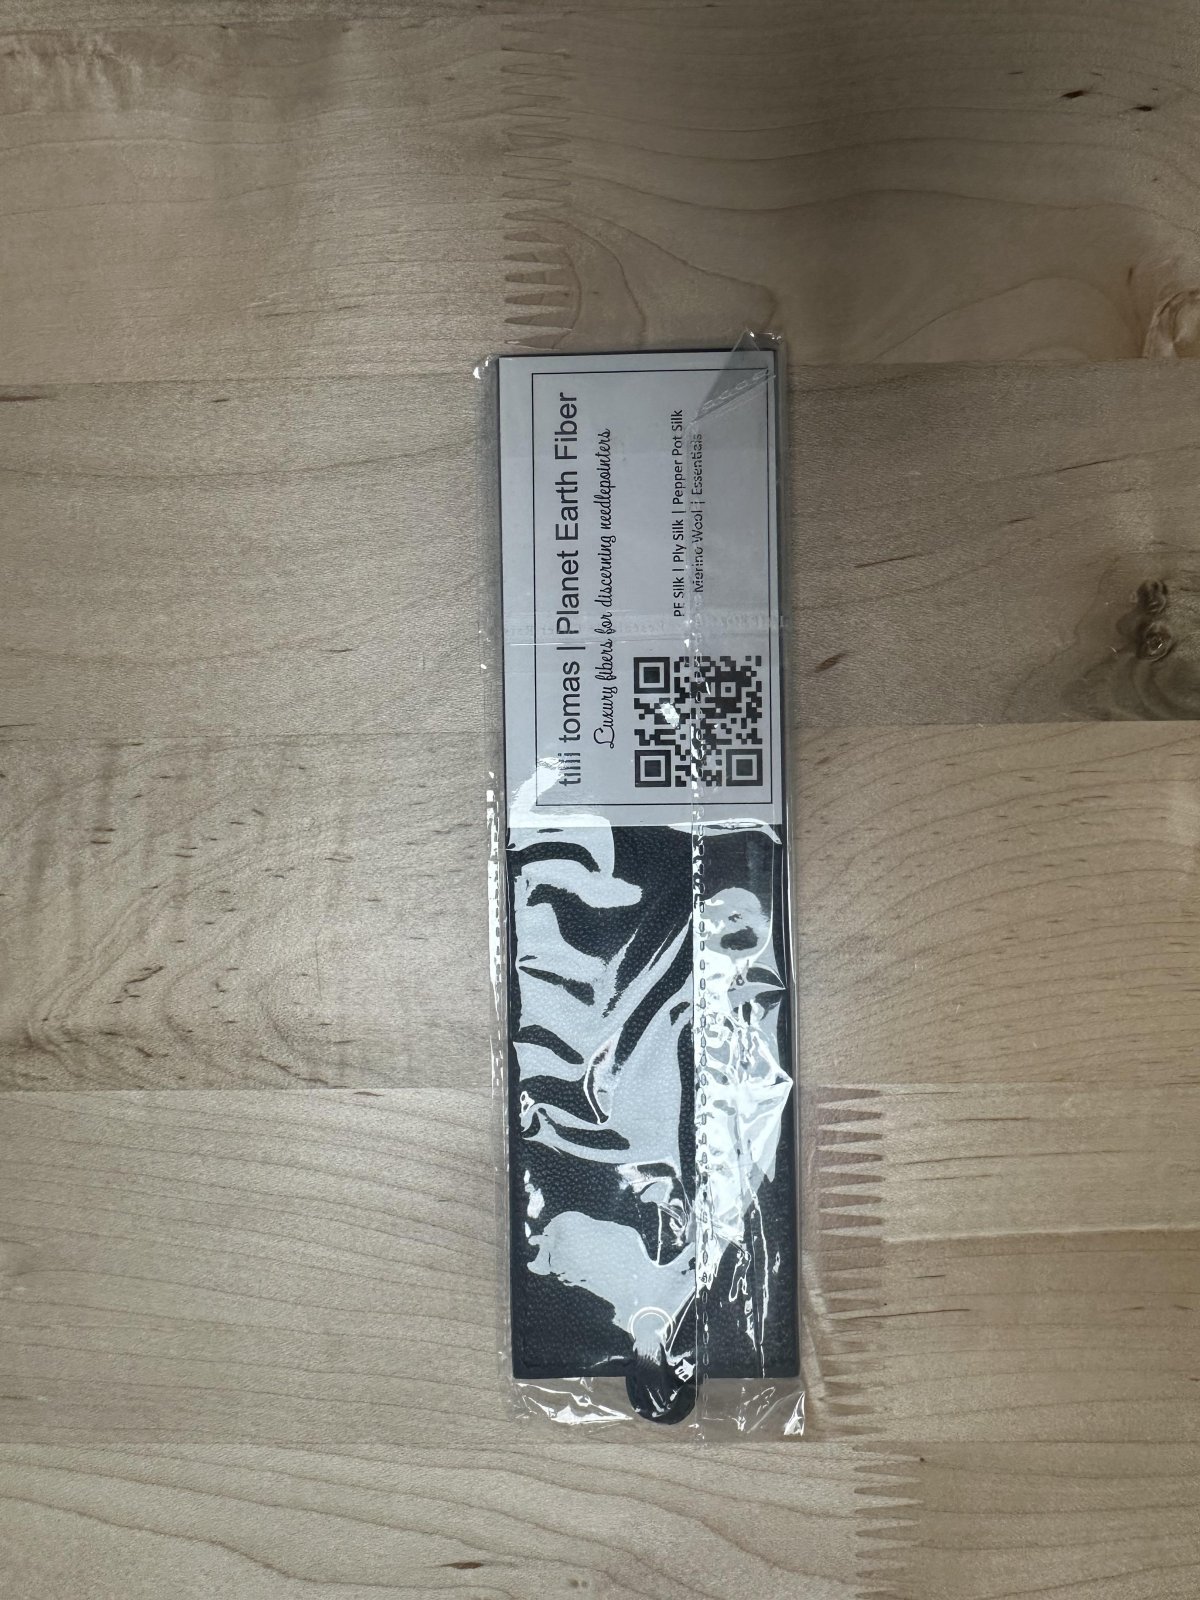 tilli tomas | Planet Earth Fiber
Luxury fibers for discerning needlepointers
PE Silk | Ply Silk | Pepper Pot Silk
Merino Wool | Essentials